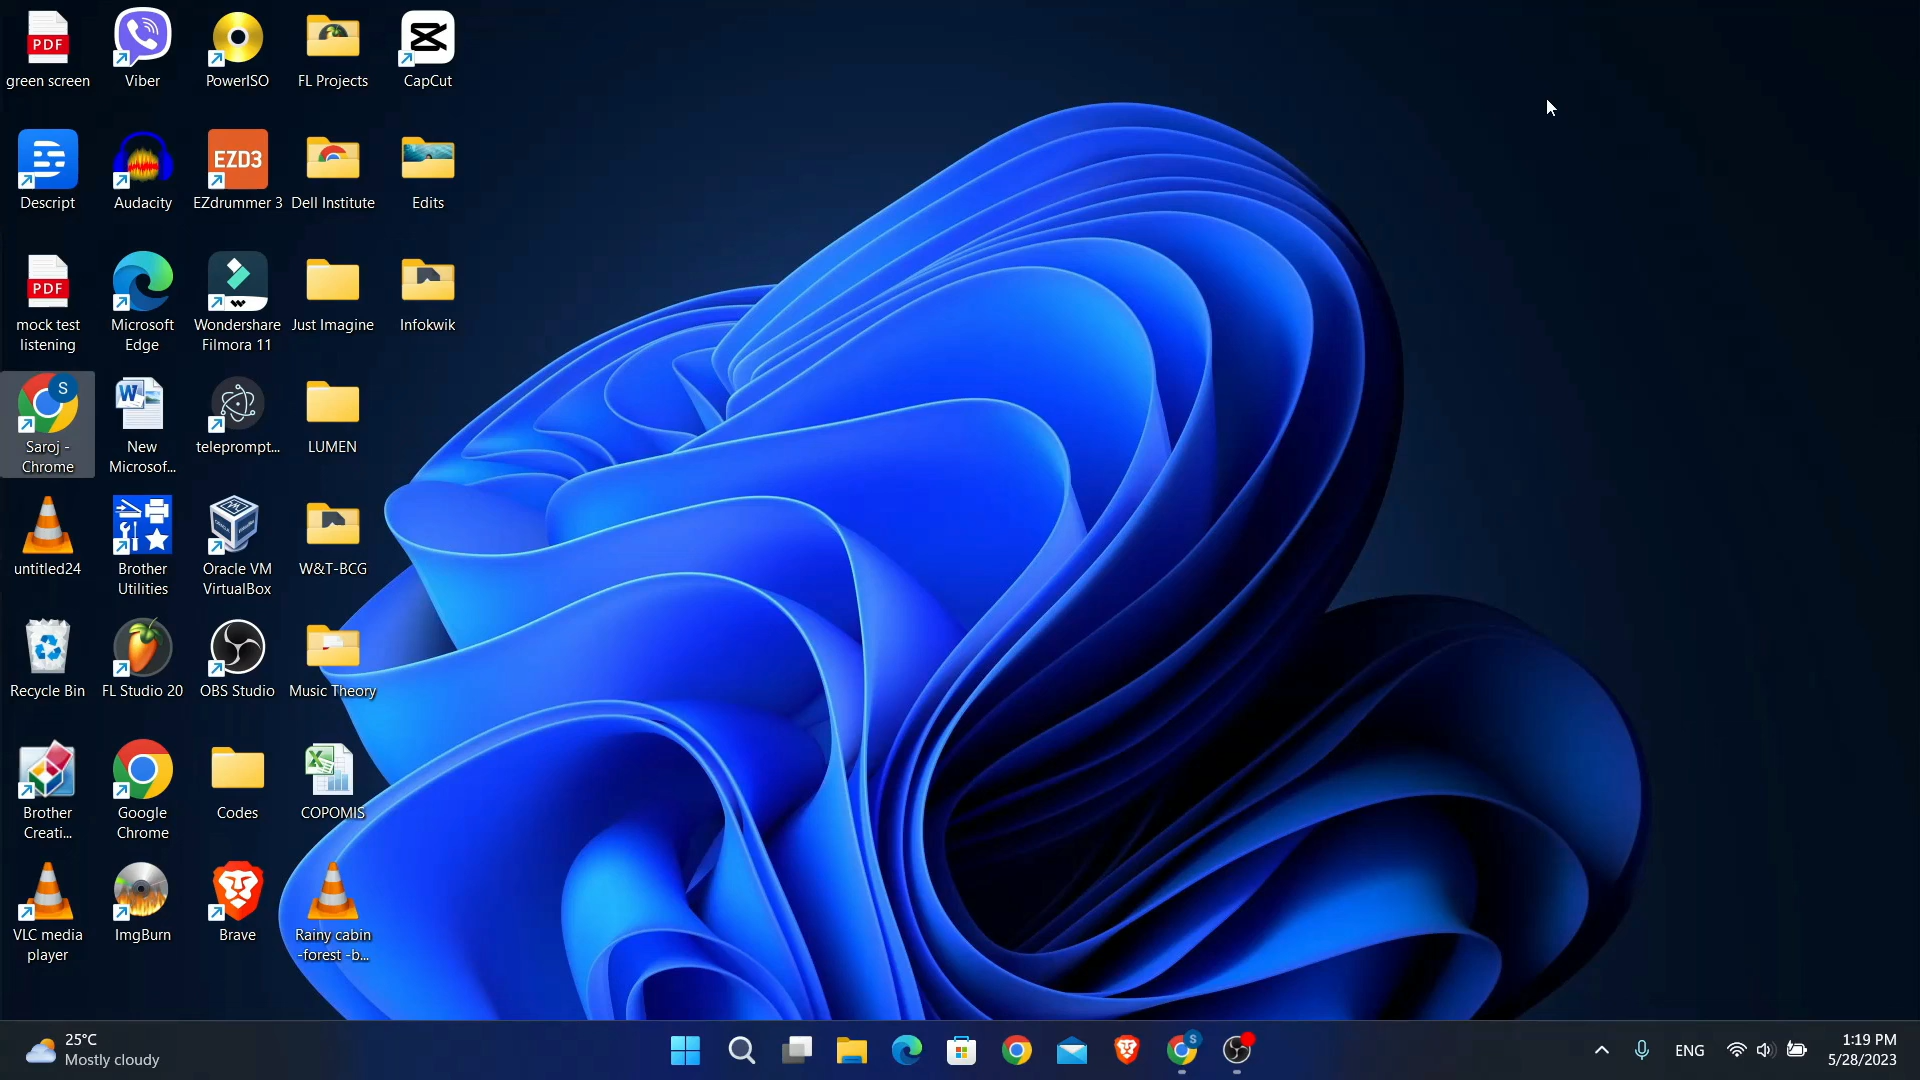 green screen
Viber
PowerISO
FL Projects
CapCut
PDF
Descript
Audacity
EZD3
EZdrummer 3
Dell Institute
Edits
PDF
mock test
listening
Microsoft
Edge
Wondershare
Filmora 11
Just Imagine
Infokwik
S
Saroj -
Chrome
W
New
Microsof...
teleprompt...
LUMEN
untitled24
Brother
Utilities
Oracle VM
VirtualBox
W&T-BCG
Recycle Bin
FL Studio 20
OBS Studio
Music Theory
Brother
Creati...
Google
Chrome
Codes
X
COPOMIS
VLC media
player
ImgBurn
Brave
Rainy cabin
-forest -b...
25°C
Mostly cloudy
S
ENG
1:19 PM
5/28/2023